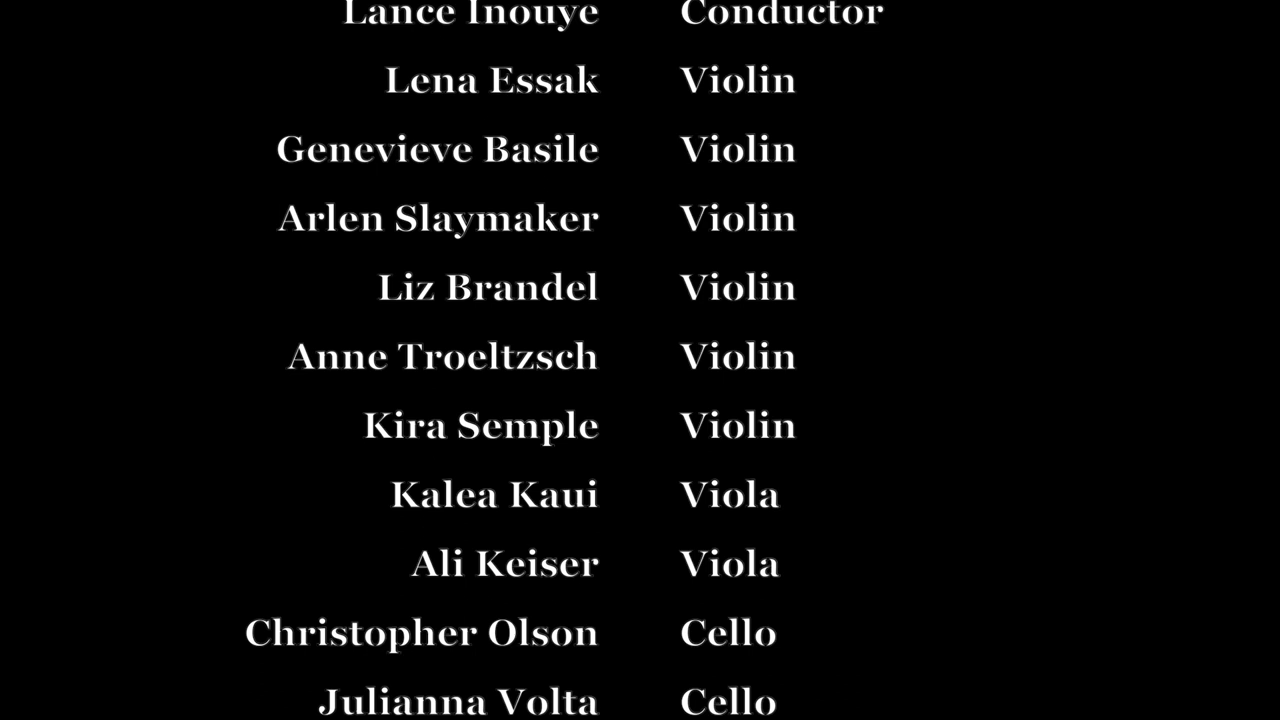 Lance Inouye Conductor
Lena Essak Violin
Genevieve Basile Violin
Arlen Slaymaker Violin
Liz Brandel Violin
Anne Troeltzsch Violin
Kira Semple Violin
Kalea Kaui Viola
Ali Keiser Viola
Christopher Olson Cello
Julianna Volta Cello